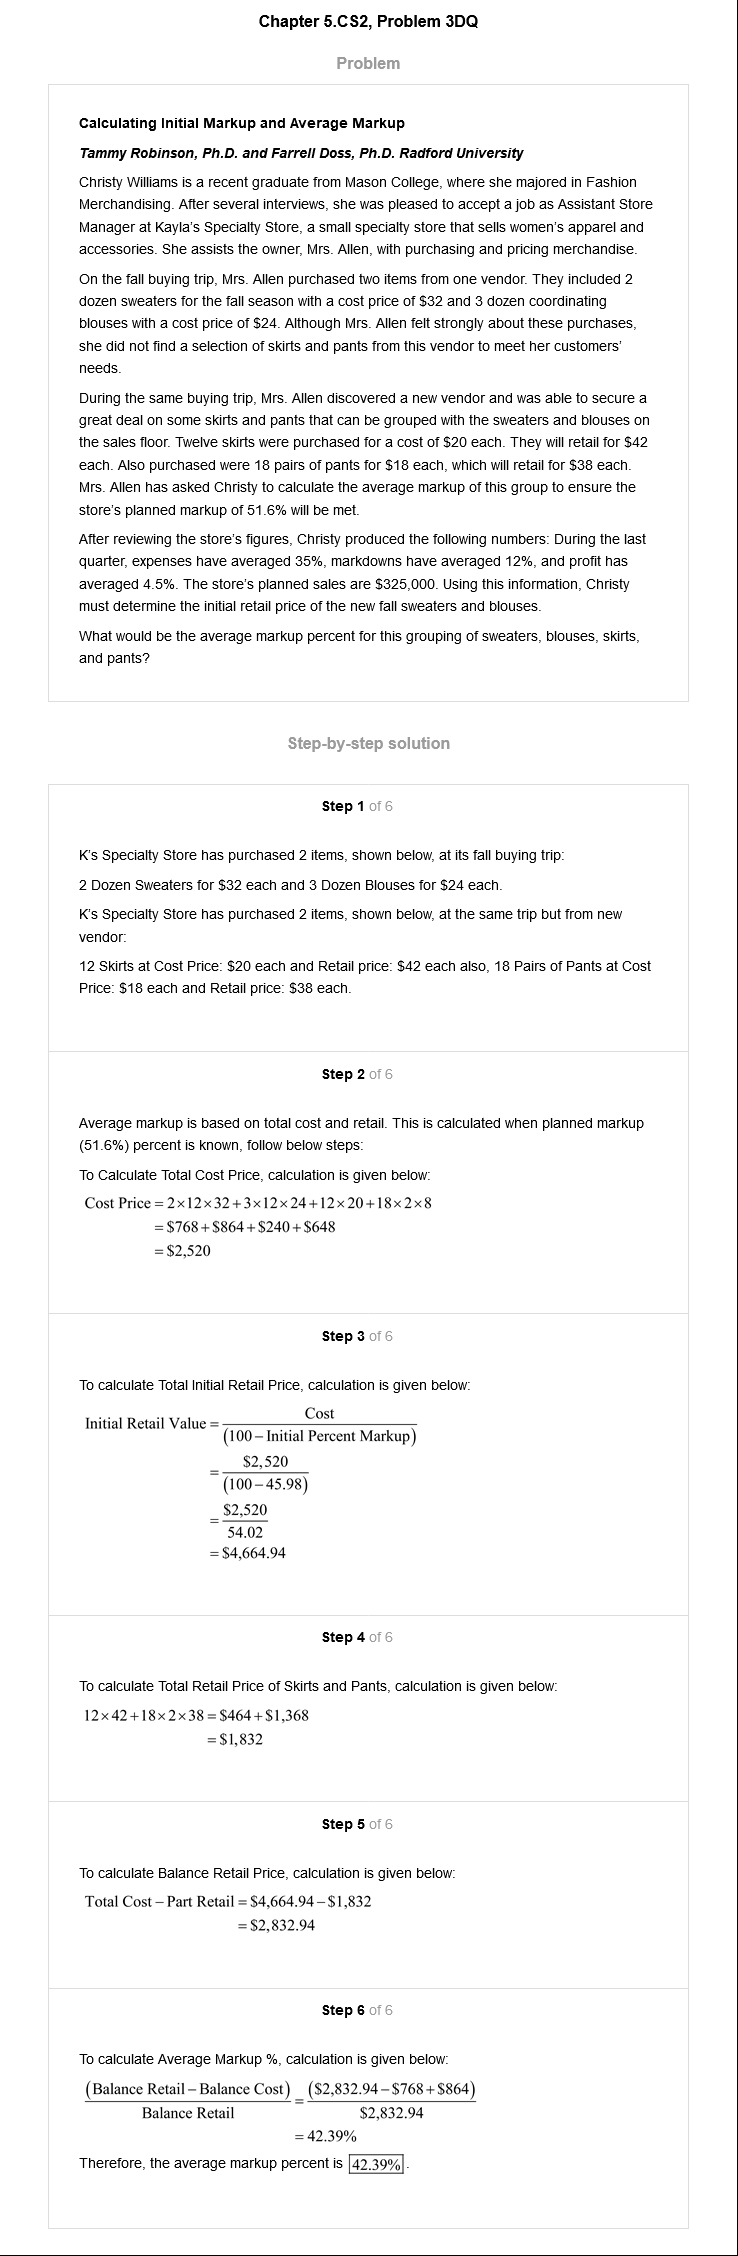 Chapter 5.CS2, Problem 3DQ
Problem
Calculating Initial Markup and Average Markup
Tammy Robinson, Ph.D. and Farrell Doss, Ph.D. Radford University
Christy Williams is a recent graduate from Mason College, where she majored in Fashion
Merchandising. After several interviews, she was pleased to accept a job as Assistant Store
Manager at Kayla's Specialty Store, a small specialty store that sells women's apparel and
accessories. She assists the owner, Mrs. Allen, with purchasing and pricing merchandise.
On the fall buying trip, Mrs. Allen purchased two items from one vendor. They included 2
dozen sweaters for the fall season with a cost price of $32 and 3 dozen coordinating
blouses with a cost price of $24. Although Mrs. Allen felt strongly about these purchases,
she did not find a selection of skirts and pants from this vendor to meet her customers'
needs.
During the same buying trip, Mrs. Allen discovered a new vendor and was able to secure a
great deal on some skirts and pants that can be grouped with the sweaters and blouses on
the sales floor. Twelve skirts were purchased for a cost of $20 each. They will retail for $42
each. Also purchased were 18 pairs of pants for $18 each, which will retail for $38 each.
Mrs. Allen has asked Christy to calculate the average markup of this group to ensure the
store's planned markup of 51.6% will be met.
After reviewing the store's figures, Christy produced the following numbers: During the last
quarter, expenses have averaged 35%, markdowns have averaged 12%, and profit has
averaged 4.5%. The store's planned sales are $325,000. Using this information, Christy
must determine the initial retail price of the new fall sweaters and blouses.
What would be the average markup percent for this grouping of sweaters, blouses, skirts,
and pants?
Step-by-step solution
Step 1 of 6
K's Specialty Store has purchased 2 items, shown below, at its fall buying trip:
2 Dozen Sweaters for $32 each and 3 Dozen Blouses for $24 each.
K's Specialty Store has purchased 2 items, shown below, at the same trip but from new
vendor:
12 Skirts at Cost Price: $20 each and Retail price: $42 each also, 18 Pairs of Pants at Cost
Price: $18 each and Retail price: $38 each.
Step 2 of 6
Average markup is based on total cost and retail. This is calculated when planned markup
(51.6%) percent is known, follow below steps:
To Calculate Total Cost Price, calculation is given below:
Cost Price = 2×12×32+3×12×24+12×20+18×2×8
= $768+$864+$240+$648
= $2,520
Step 3 of 6
To calculate Total Initial Retail Price, calculation is given below:
Initial Retail Value = Cost
(100 – Initial Percent Markup)
= $2,520
(100 – 45.98)
= $2,520
54.02
= $4,664.94
Step 4 of 6
To calculate Total Retail Price of Skirts and Pants, calculation is given below:
12×42+18×2×38 = $464+$1,368
= $1,832
Step 5 of 6
To calculate Balance Retail Price, calculation is given below:
Total Cost – Part Retail = $4,664.94 – $1,832
= $2,832.94
Step 6 of 6
To calculate Average Markup %, calculation is given below:
(Balance Retail – Balance Cost) = ($2,832.94 – $768 + $864)
Balance Retail $2,832.94
= 42.39%
Therefore, the average markup percent is 42.39%.